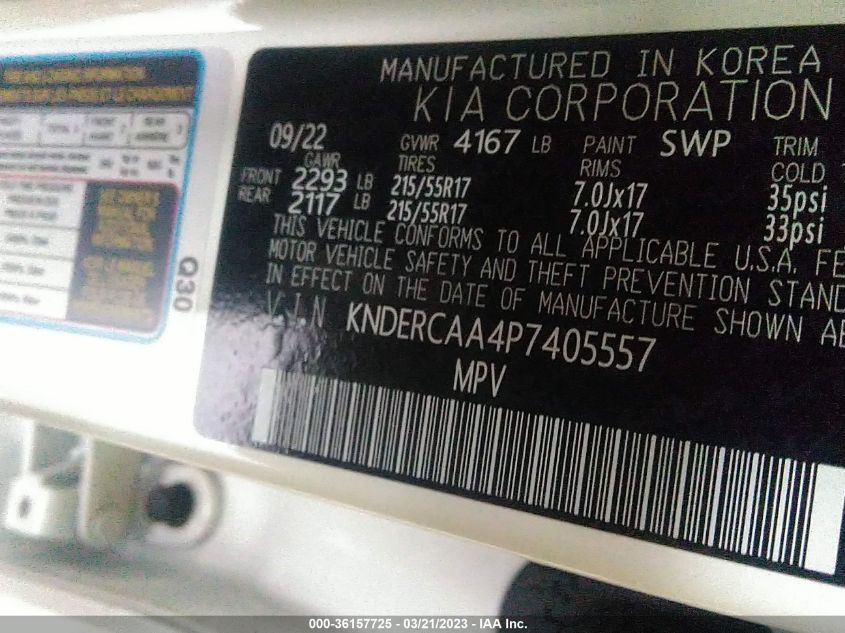 MANUFACTURED IN KOREA
KIA CORPORATION
09/22 GVWR 4167 LB PAINT SWP TRIM
GAWR TIRES RIMS COLD
FRONT 2293 LB 215/55R17 7.0Jx17 35psi
REAR 2117 LB 215/55R17 7.0Jx17 33psi
THIS VEHICLE CONFORMS TO ALL APPLICABLE U.S.A. FE
MOTOR VEHICLE SAFETY AND THEFT PREVENTION STAND
IN EFFECT ON THE DATE OF MANUFACTURE SHOWN AB
V.I.N KNDERCAA4P7405557
MPV
Q30
000-36157725 - 03/21/2023 - IAA Inc.